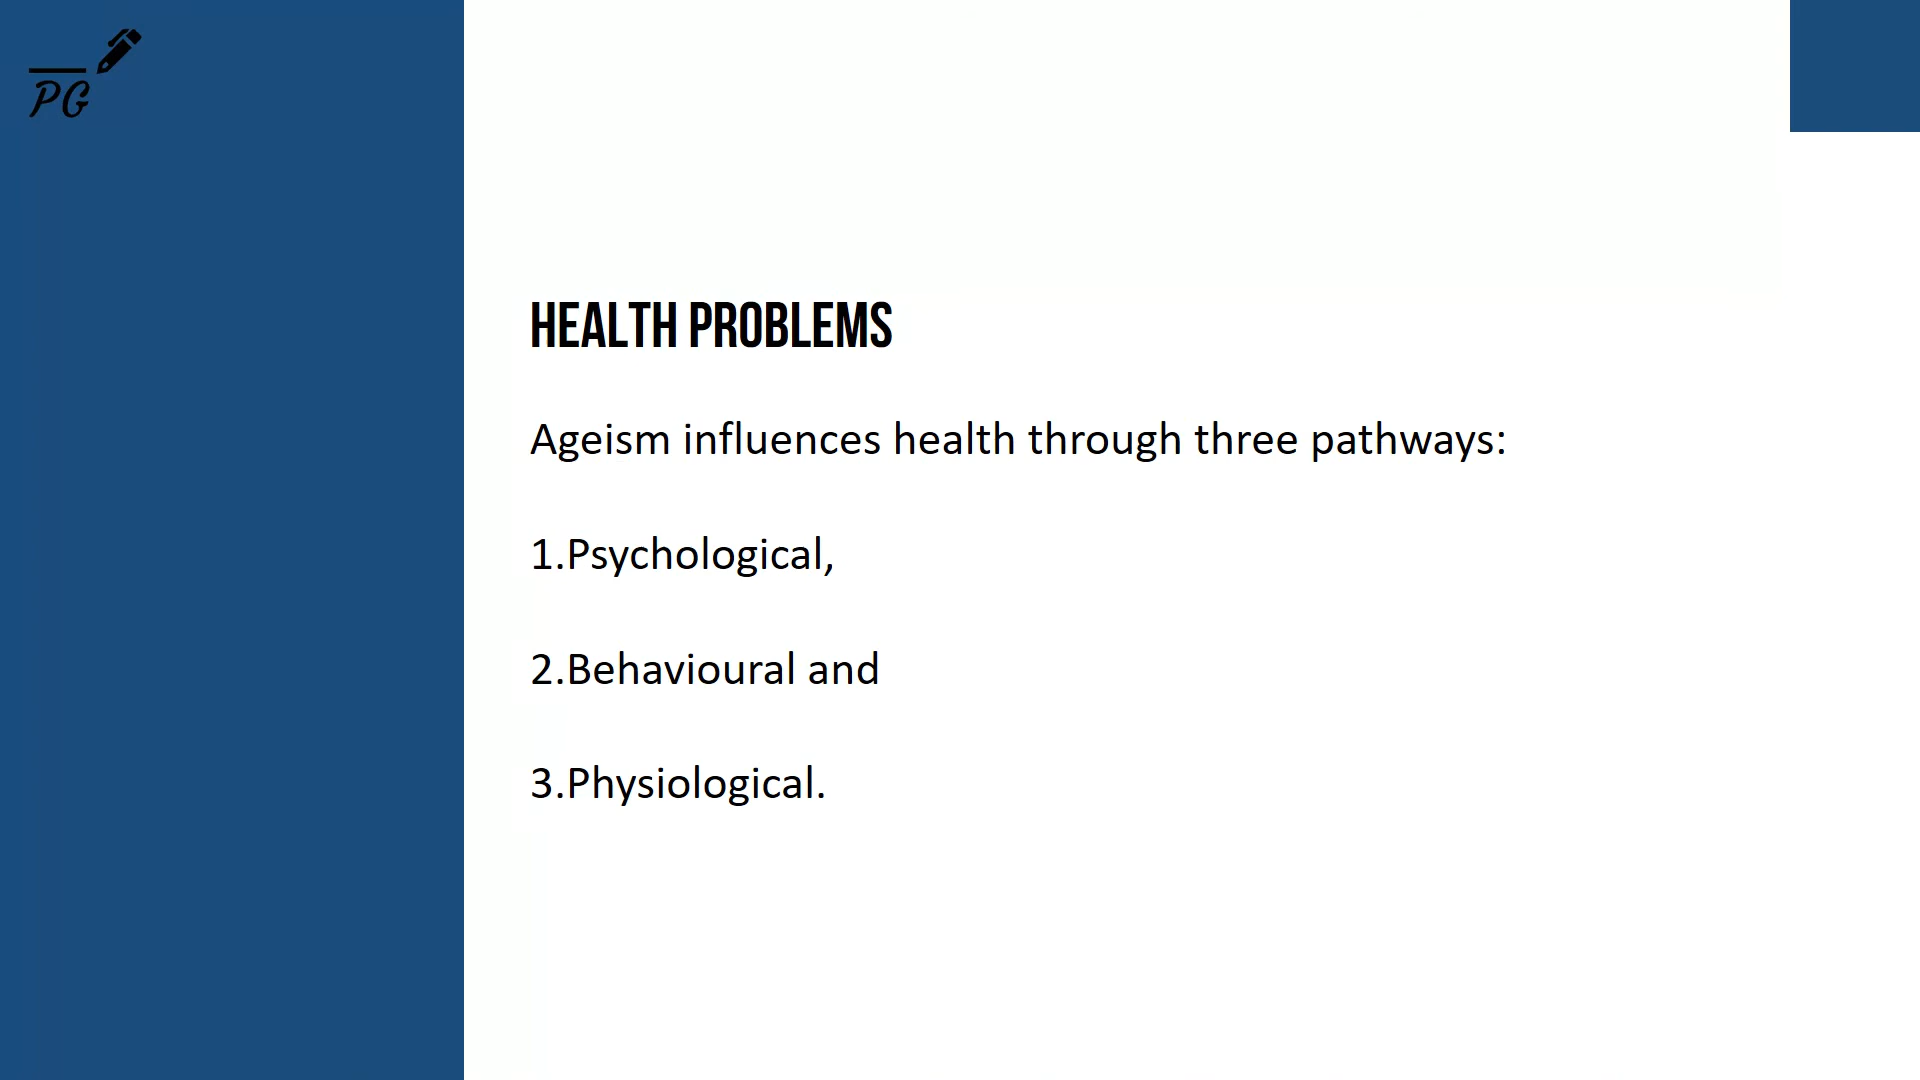 PG
HEALTH PROBLEMS
Ageism influences health through three pathways:
1.Psychological,
2.Behavioural and
3.Physiological.